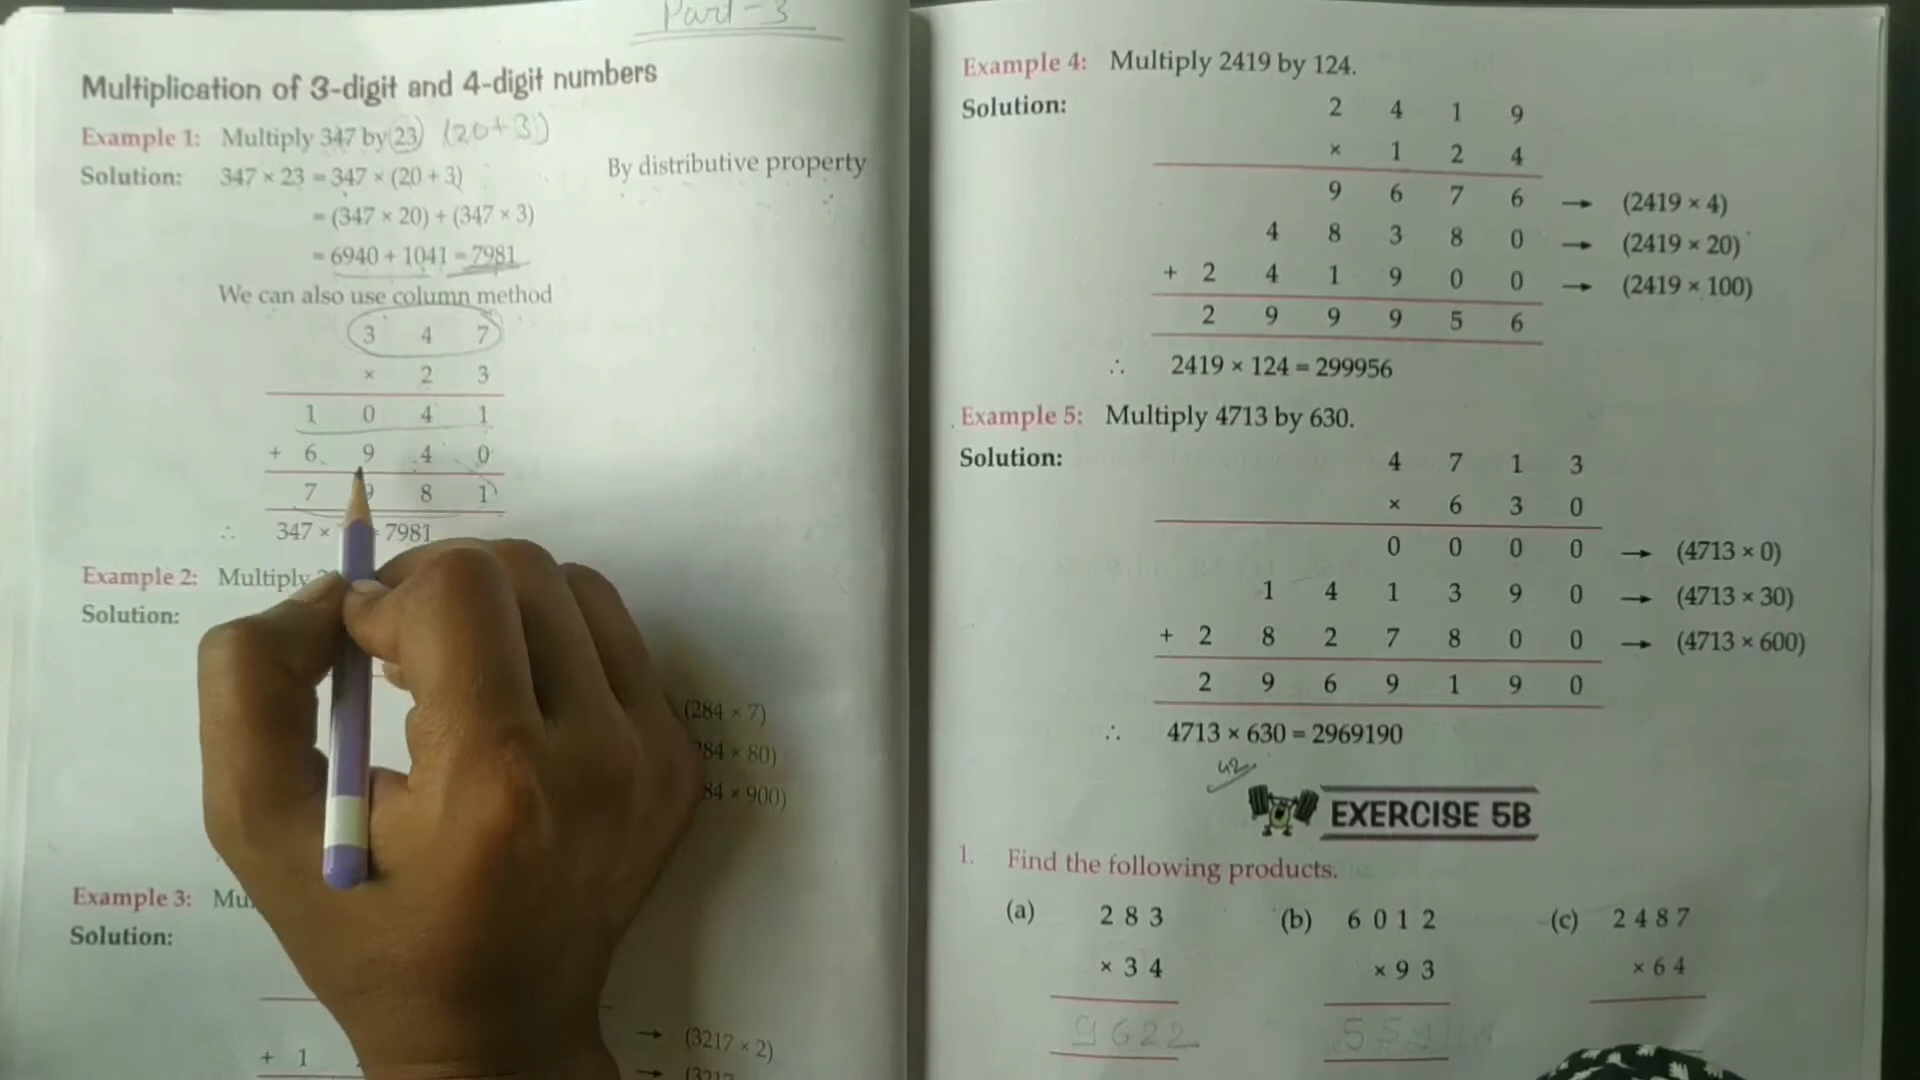 Part-3
Multiplication of 3-digit and 4-digit numbers
Example 1: Multiply 347 by 23 (20+3)
Solution: 347 × 23 = 347 × (20 + 3) By distributive property
= (347 × 20) + (347 × 3)
= 6940 + 1041 = 7981
We can also use column method
3 4 7
× 2 3
1 0 4 1
+ 6 9 4 0
7 9 8 1
∴ 347 × = 7981
Example 2: Multiply
Solution:
(284 × 7)
84 × 80)
84 × 900)
Example 3:
Solution:
→ (3217 × 2)
+ 1
→ (3217
Example 4: Multiply 2419 by 124.
Solution: 2 4 1 9
× 1 2 4
9 6 7 6 → (2419 × 4)
4 8 3 8 0 → (2419 × 20)
+ 2 4 1 9 0 0 → (2419 × 100)
2 9 9 9 5 6
∴ 2419 × 124 = 299956
Example 5: Multiply 4713 by 630.
Solution: 4 7 1 3
× 6 3 0
0 0 0 0 → (4713 × 0)
1 4 1 3 9 0 → (4713 × 30)
+ 2 8 2 7 8 0 0 → (4713 × 600)
2 9 6 9 1 9 0
∴ 4713 × 630 = 2969190
42
EXERCISE 5B
1. Find the following products.
(a) 2 8 3 (b) 6 0 1 2 (c) 2 4 8 7
× 3 4 × 9 3 × 6 4
9622